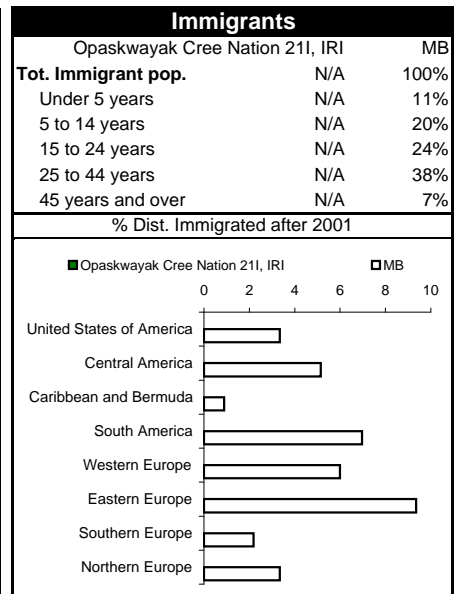 Immigrants
Opaskwayak Cree Nation 21I, IRI MB
Tot. Immigrant pop. N/A 100%
Under 5 years N/A 11%
5 to 14 years N/A 20%
15 to 24 years N/A 24%
25 to 44 years N/A 38%
45 years and over N/A 7%
% Dist. Immigrated after 2001
Opaskwayak Cree Nation 21I, IRI MB
0 2 4 6 8 10
United States of America
Central America
Caribbean and Bermuda
South America
Western Europe
Eastern Europe
Southern Europe
Northern Europe